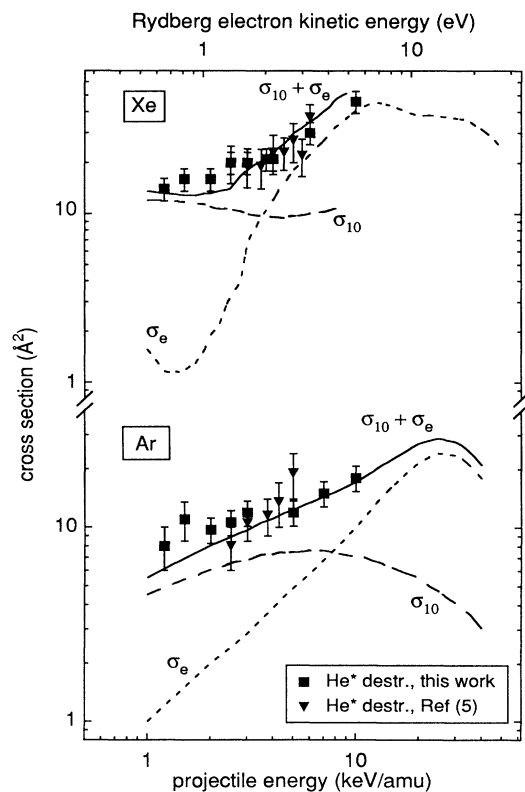 Rydberg electron kinetic energy (eV)
1
10
Xe
σ10 + σe
10
σ10
σe
1
cross section (Å²)
Ar
σ10 + σe
10
σ10
σe
He* destr., this work
He* destr., Ref (5)
1
1
10
projectile energy (keV/amu)